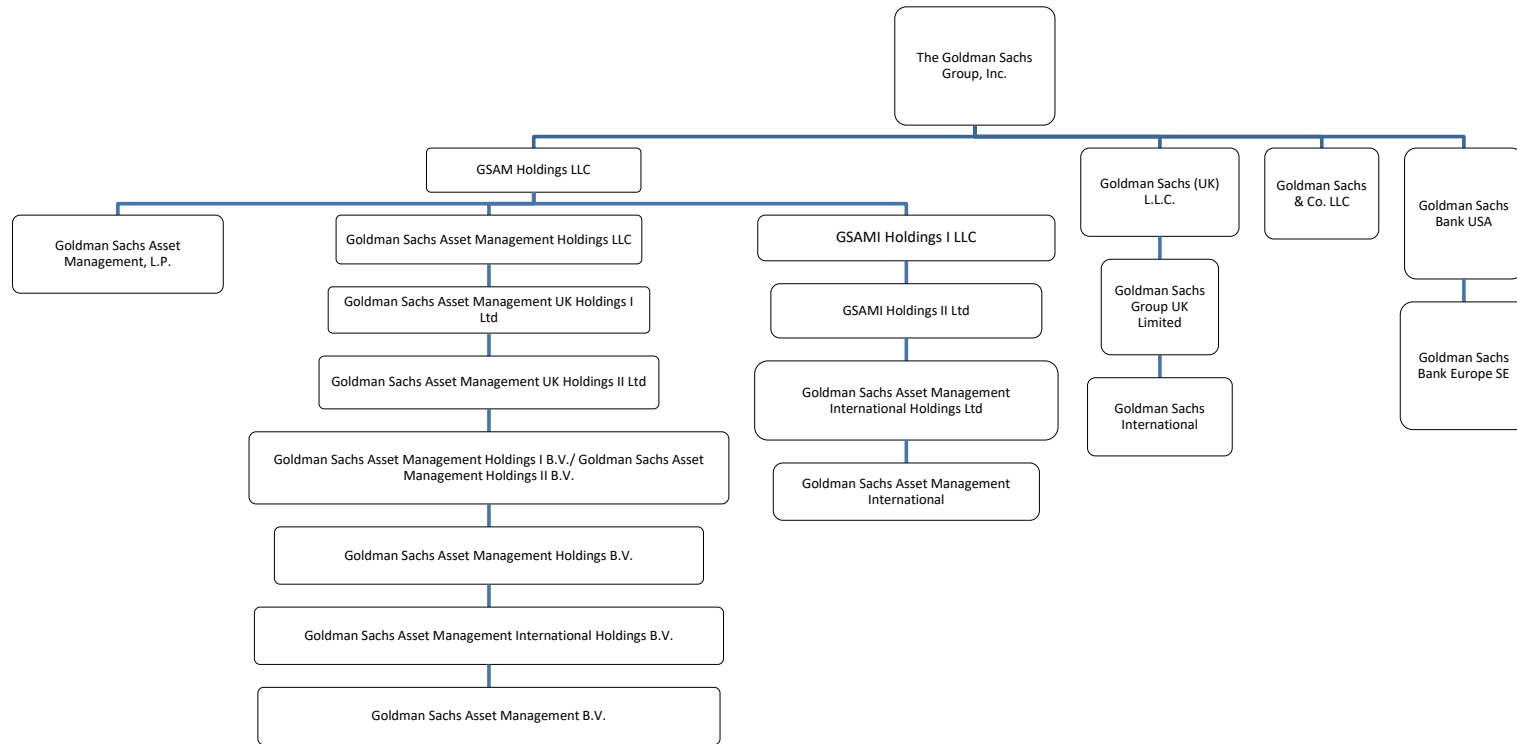 The Goldman Sachs
Group, Inc.
GSAM Holdings LLC
Goldman Sachs (UK)
L.L.C.
Goldman Sachs
& Co. LLC
Goldman Sachs
Bank USA
Goldman Sachs Asset
Management, L.P.
Goldman Sachs Asset Management Holdings LLC
GSAMI Holdings I LLC
Goldman Sachs Asset Management UK Holdings I
Ltd
GSAMI Holdings II Ltd
Goldman Sachs
Group UK
Limited
Goldman Sachs
Bank Europe SE
Goldman Sachs Asset Management UK Holdings II Ltd
Goldman Sachs Asset Management
International Holdings Ltd
Goldman Sachs
International
Goldman Sachs Asset Management Holdings I B.V./ Goldman Sachs Asset
Management Holdings II B.V.
Goldman Sachs Asset Management
International
Goldman Sachs Asset Management Holdings B.V.
Goldman Sachs Asset Management International Holdings B.V.
Goldman Sachs Asset Management B.V.